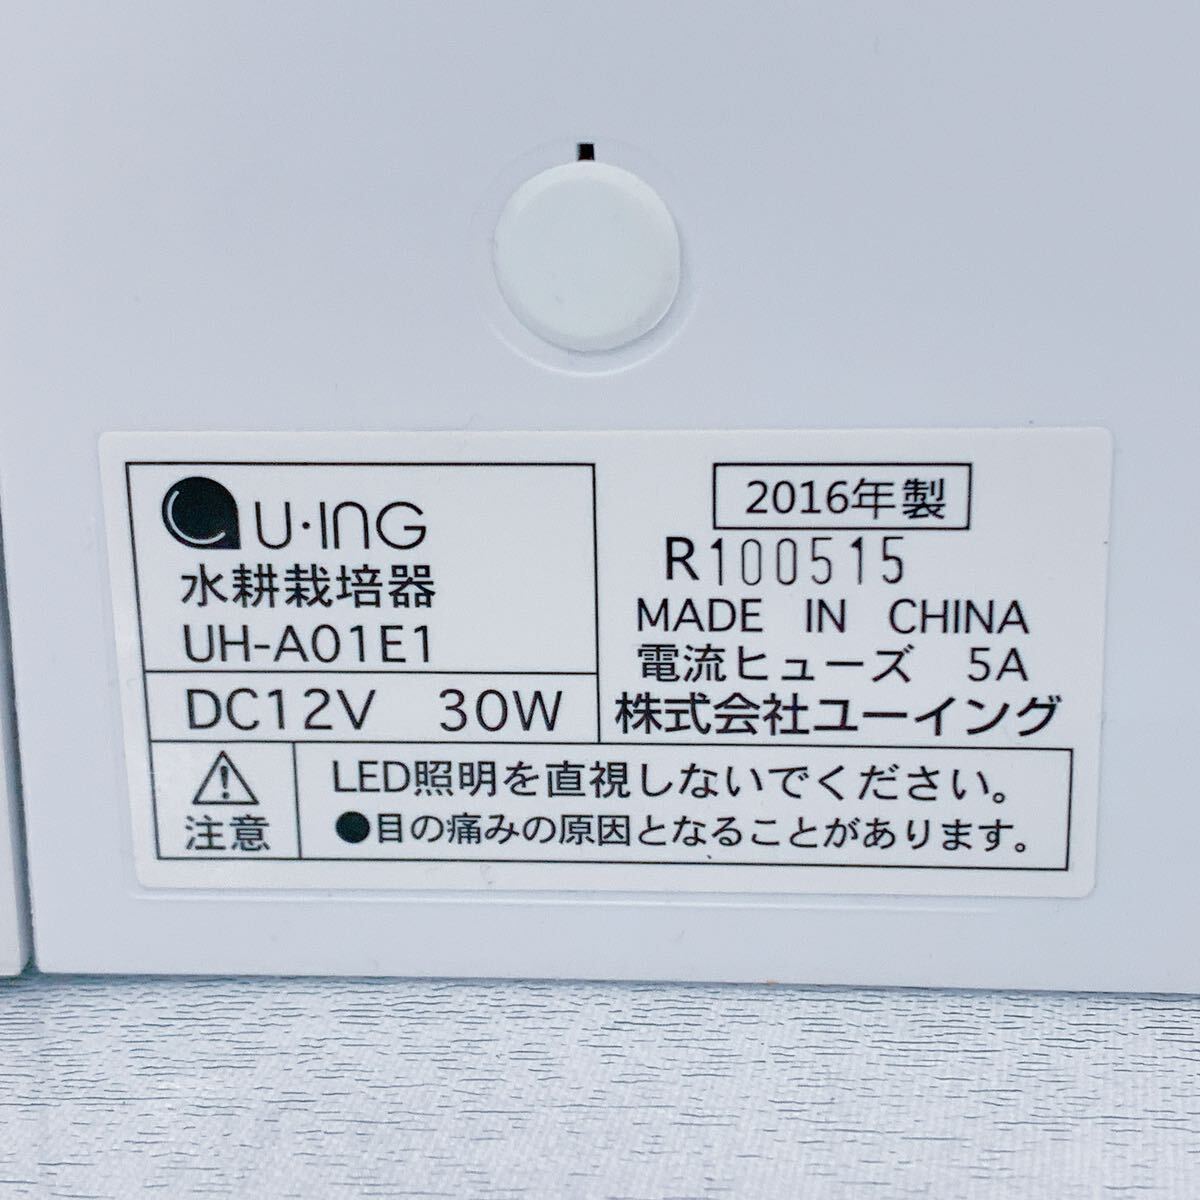 U·ING
水耕栽培器
UH-A01E1
DC12V 30W
2016年製
R100515
MADE IN CHINA
電流ヒューズ 5A
株式会社ユーイング
注意
LED照明を直視しないでください。
●目の痛みの原因となることがあります。